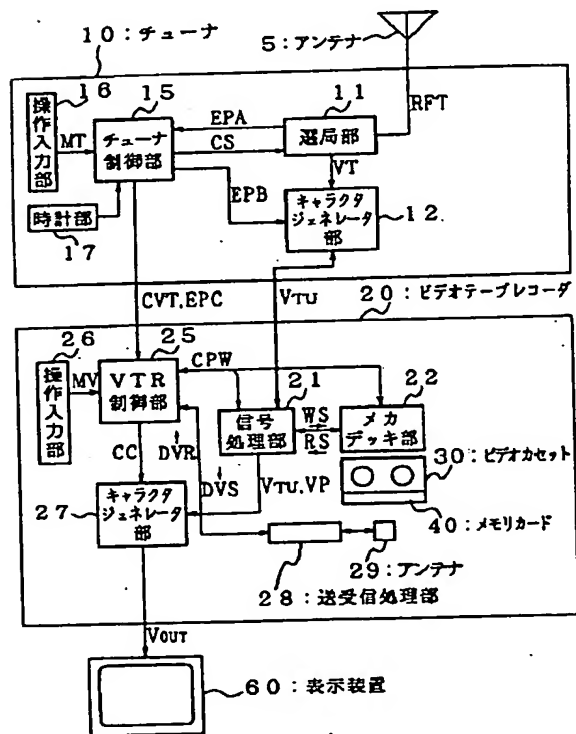 10:チューナ
5:アンテナ
16
15
11
操作入力部
MT
チューナ
制御部
EPA
CS
選局部
RFT
VT
EPB
時計部
17
キャラクタ
ジェネレータ
部
12
CVT,EPC
VTU
20:ビデオテープレコーダ
26
25
操作入力部
MV
VTR
制御部
CPW
21
22
信号
処理部
WS
RS
メカ
デッキ部
CC
DVR
DVS
VTU,VP
30:ビデオカセット
40:メモリカード
27
キャラクタ
ジェネレータ
部
29:アンテナ
28:送受信処理部
VOUT
60:表示装置